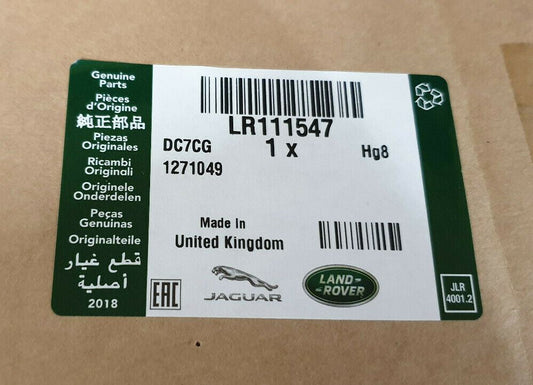 Genuine
Parts
Pièces
d'Origine
純正部品
Piezas
Originales
Ricambi
Originali
Originele
Onderdelen
Peças
Genuinas
Originalteile
قطع غيار
أصلية
2018
LR111547
DC7CG
1 x
Hg8
1271049
Made In
United Kingdom
EAC
JAGUAR
LAND-
-ROVER
JLR
4001.2